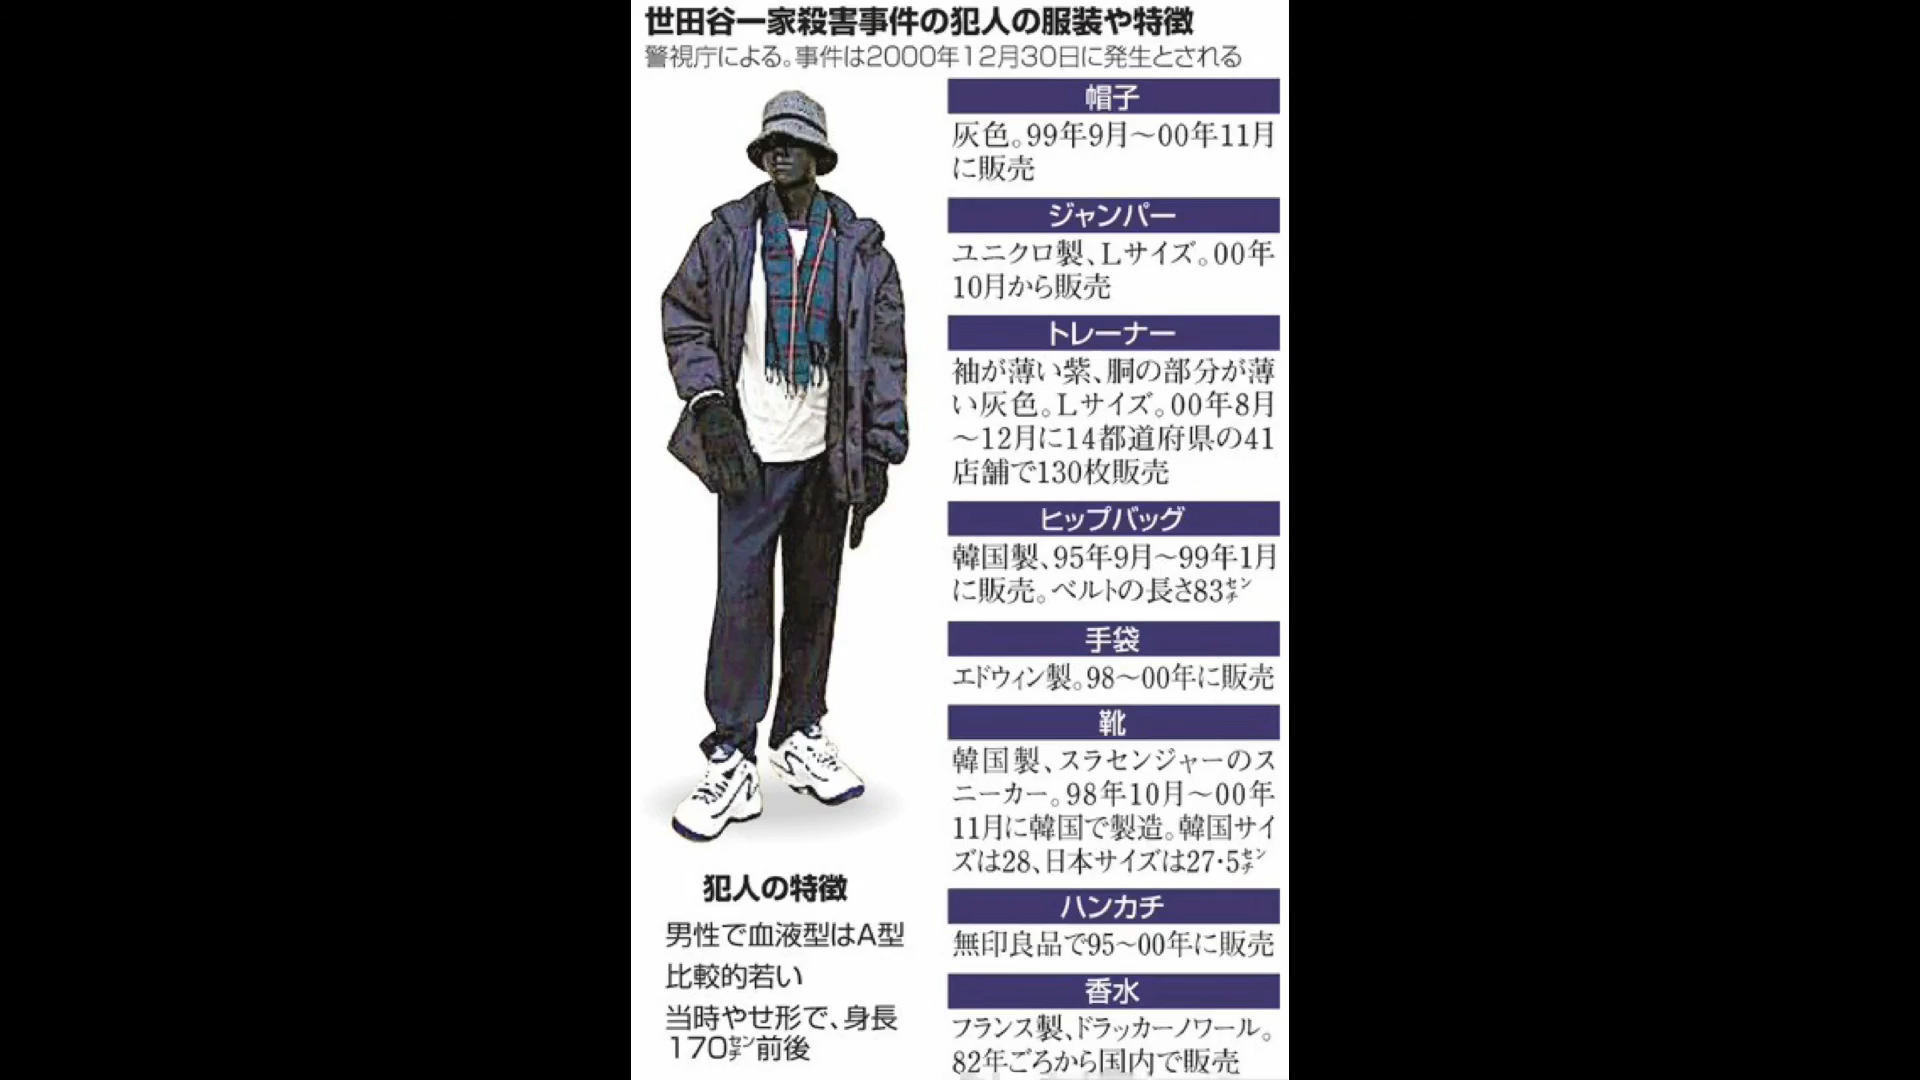 世田谷一家殺害事件の犯人の服装や特徴
警視庁による。事件は2000年12月30日に発生とされる
帽子
灰色。99年9月〜00年11月
に販売
ジャンパー
ユニクロ製、Lサイズ。00年
10月から販売
トレーナー
袖が薄い紫、胴の部分が薄
い灰色。Lサイズ。00年8月
〜12月に14都道府県の41
店舗で130枚販売
ヒップバッグ
韓国製、95年9月〜99年1月
に販売。ベルトの長さ83センチ
手袋
エドウィン製。98〜00年に販売
靴
韓国製、スラセンジャーのス
ニーカー。98年10月〜00年
11月に韓国で製造。韓国サイ
ズは28、日本サイズは27・5センチ
ハンカチ
無印良品で95〜00年に販売
香水
フランス製、ドラッカーノワール。
82年ごろから国内で販売
犯人の特徴
男性で血液型はA型
比較的若い
当時やせ形で、身長
170センチ前後